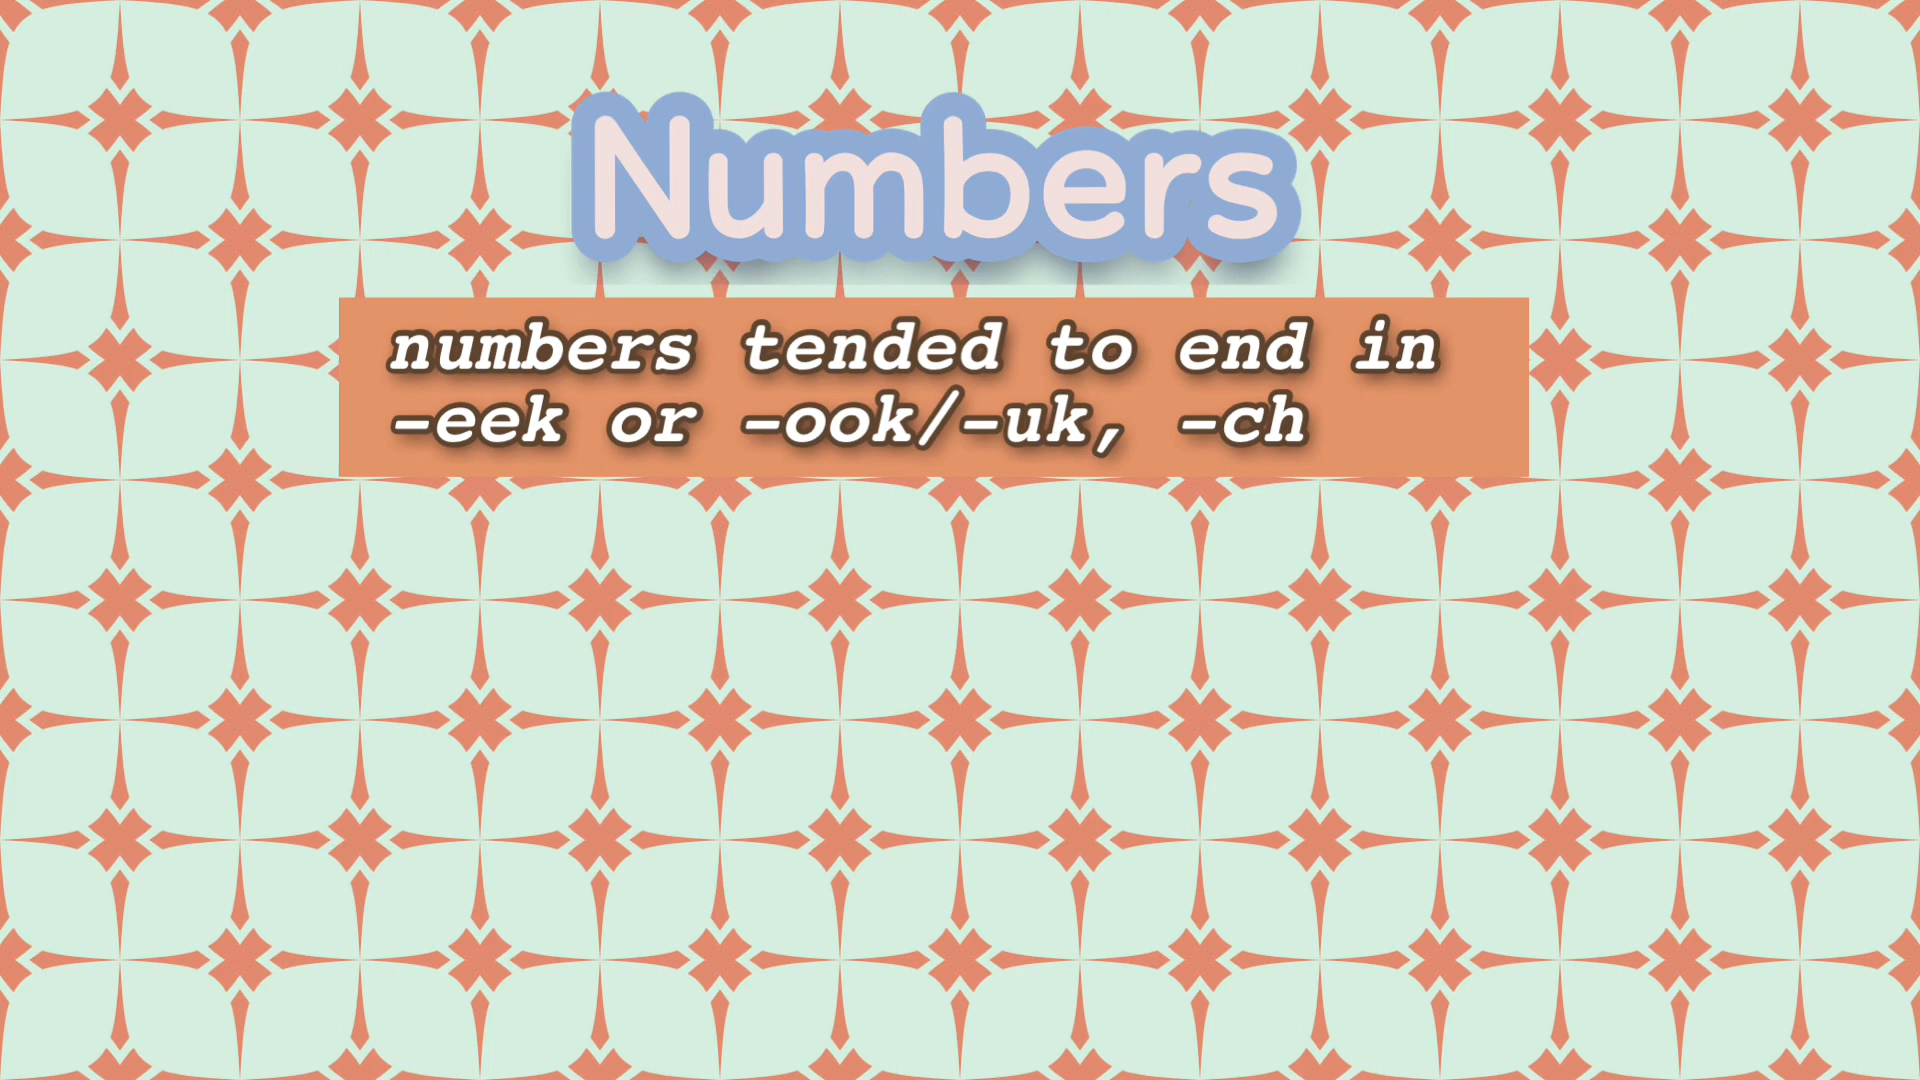 Numbers
numbers tended to end in
-eek or -ook/-uk, -ch